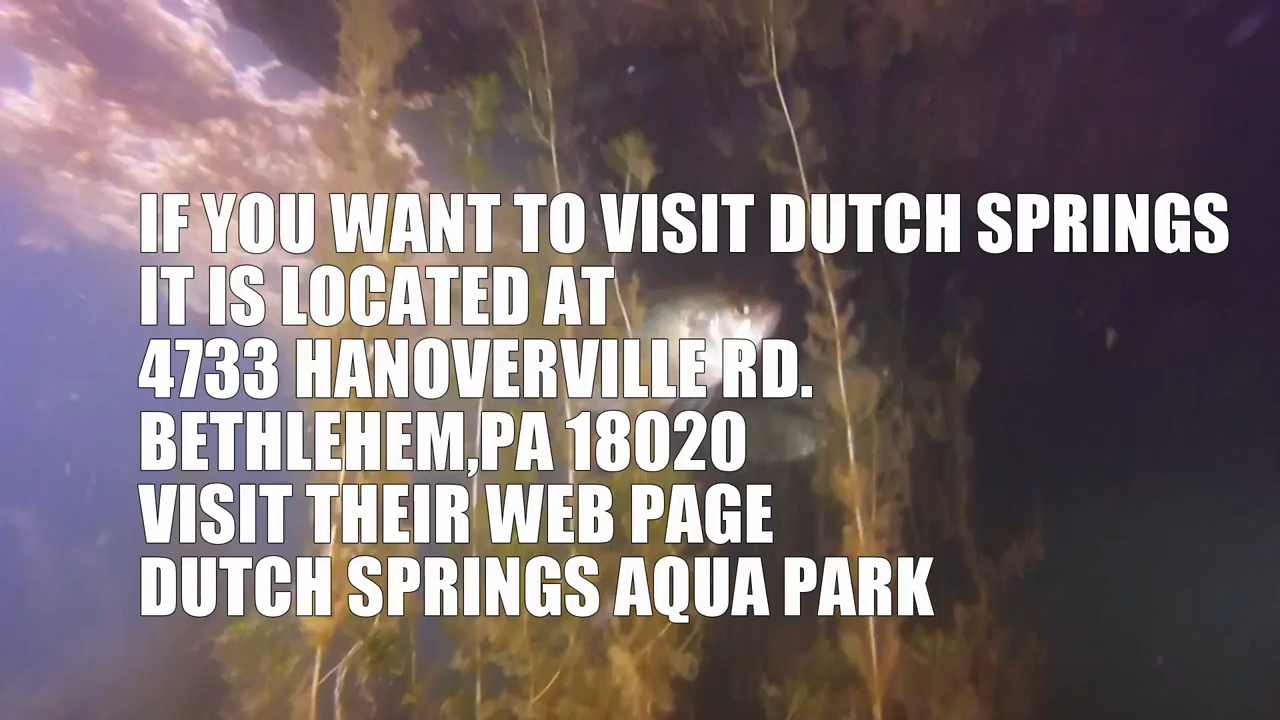 IF YOU WANT TO VISIT DUTCH SPRINGS
IT IS LOCATED AT
4733 HANOVERVILLE RD.
BETHLEHEM,PA 18020
VISIT THEIR WEB PAGE
DUTCH SPRINGS AQUA PARK